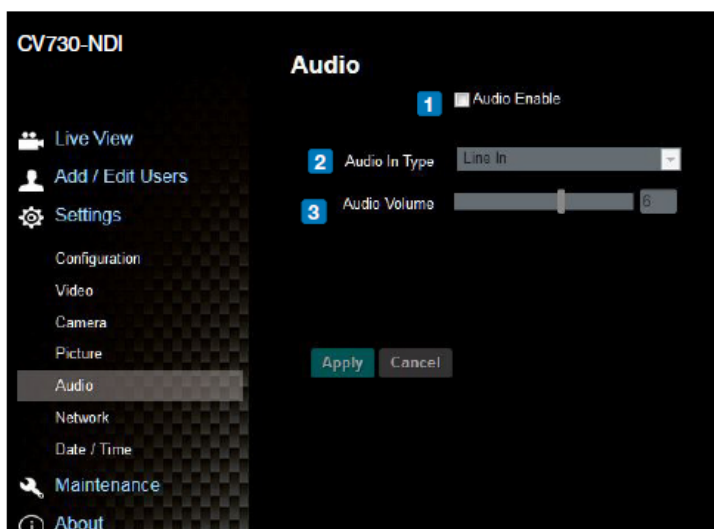 CV730-NDI
Live View
Add / Edit Users
Settings
Configuration
Video
Camera
Picture
Audio
Network
Date / Time
Maintenance
About
Audio
1 Audio Enable
2 Audio In Type Line In
3 Audio Volume 6
Apply Cancel